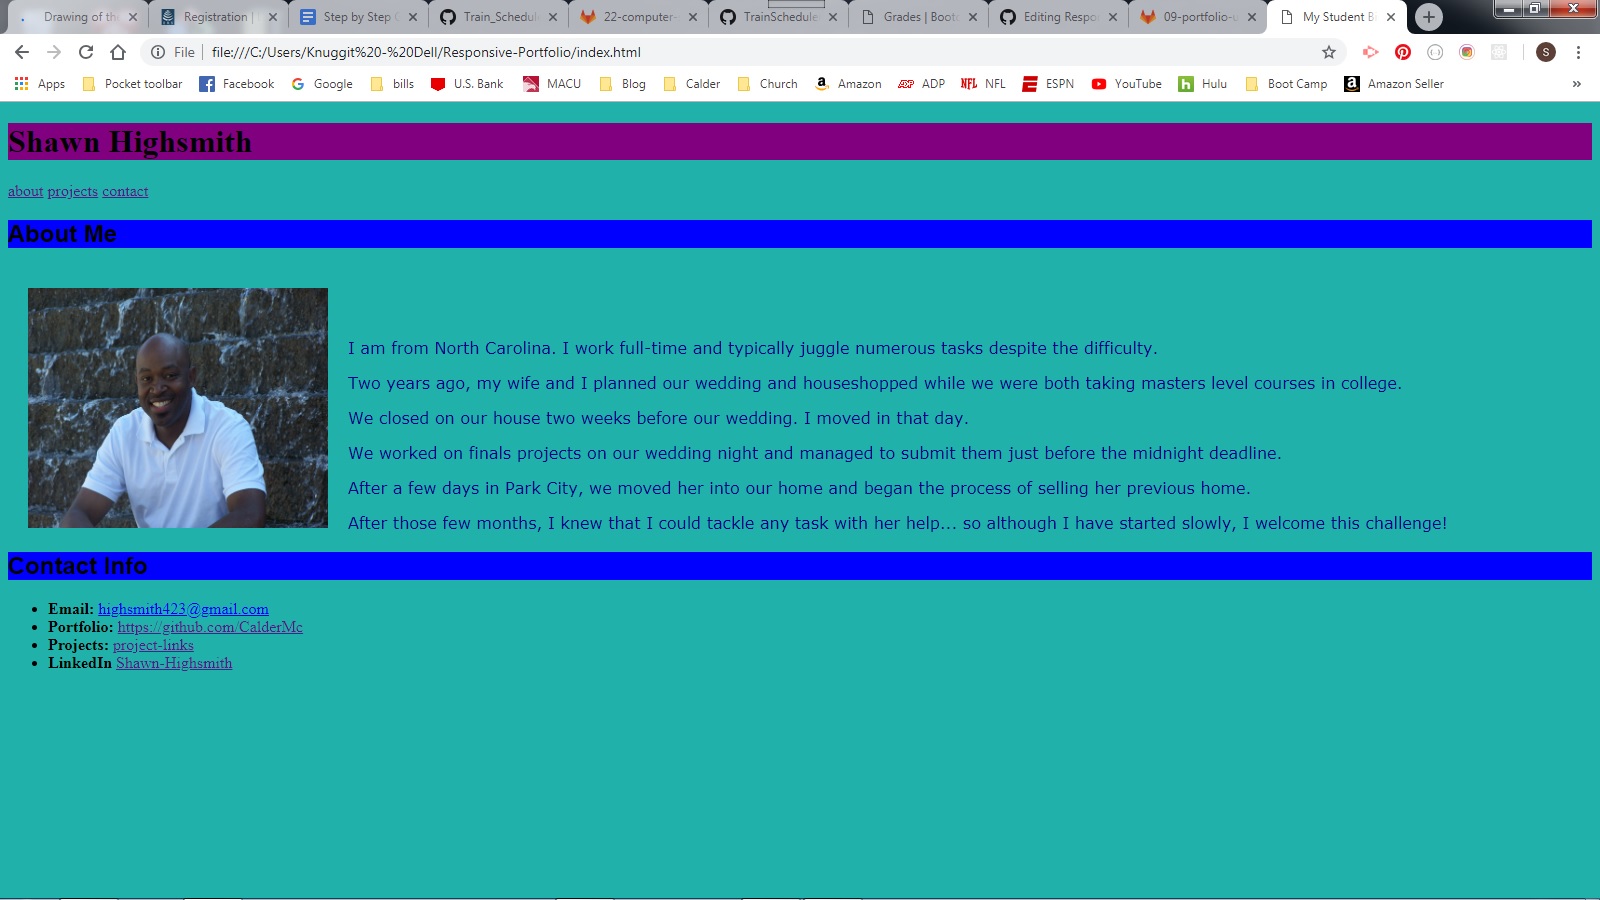 Drawing of th
Registration |
Step by Step
Train_Schedul
22-computer-
TrainSchedule
Grades | Bootc
Editing Respo
09-portfolio-u
My Student B
File
file:///C:/Users/Knuggit%20-%20Dell/Responsive-Portfolio/index.html
S
Apps
Pocket toolbar
Facebook
Google
bills
U.S. Bank
MACU
Blog
Calder
Church
Amazon
ADP
NFL
ESPN
YouTube
Hulu
Boot Camp
Amazon Seller
»
Shawn Highsmith
about projects contact
About Me
I am from North Carolina. I work full-time and typically juggle numerous tasks despite the difficulty.
Two years ago, my wife and I planned our wedding and houseshopped while we were both taking masters level courses in college.
We closed on our house two weeks before our wedding. I moved in that day.
We worked on finals projects on our wedding night and managed to submit them just before the midnight deadline.
After a few days in Park City, we moved her into our home and began the process of selling her previous home.
After those few months, I knew that I could tackle any task with her help... so although I have started slowly, I welcome this challenge!
Contact Info
• Email: highsmith423@gmail.com
• Portfolio: https://github.com/CalderMc
• Projects: project-links
• LinkedIn Shawn-Highsmith